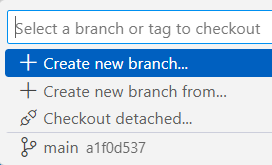 Select a branch or tag to checkout
Create new branch...
Create new branch from...
Checkout detached...
main a1f0d537